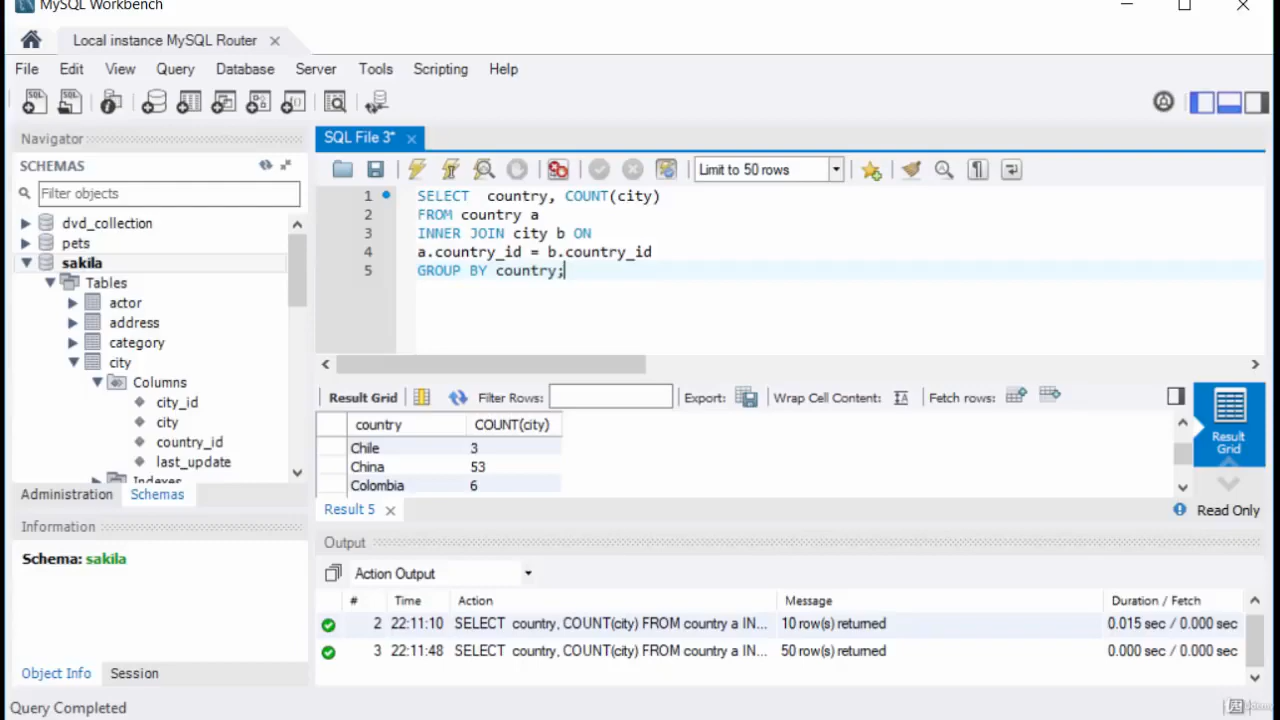 MySQL Workbench
Local instance MySQL Router
File Edit View Query Database Server Tools Scripting Help
Navigator
SQL File 3*
SCHEMAS
Filter objects
Limit to 50 rows
dvd_collection
pets
sakila
Tables
actor
address
category
city
Columns
city_id
city
country_id
last_update
Indexes
Administration Schemas
Information
Schema: sakila
Object Info Session
1 SELECT country, COUNT(city)
2 FROM country a
3 INNER JOIN city b ON
4 a.country_id = b.country_id
5 GROUP BY country;
Result Grid Filter Rows: Export: Wrap Cell Content: Fetch rows:
country COUNT(city)
Chile 3
China 53
Colombia 6
Result Grid
Result 5 Read Only
Output
Action Output
# Time Action Message Duration / Fetch
2 22:11:10 SELECT country, COUNT(city) FROM country a IN... 10 row(s) returned 0.015 sec / 0.000 sec
3 22:11:48 SELECT country, COUNT(city) FROM country a IN... 50 row(s) returned 0.000 sec / 0.000 sec
Query Completed